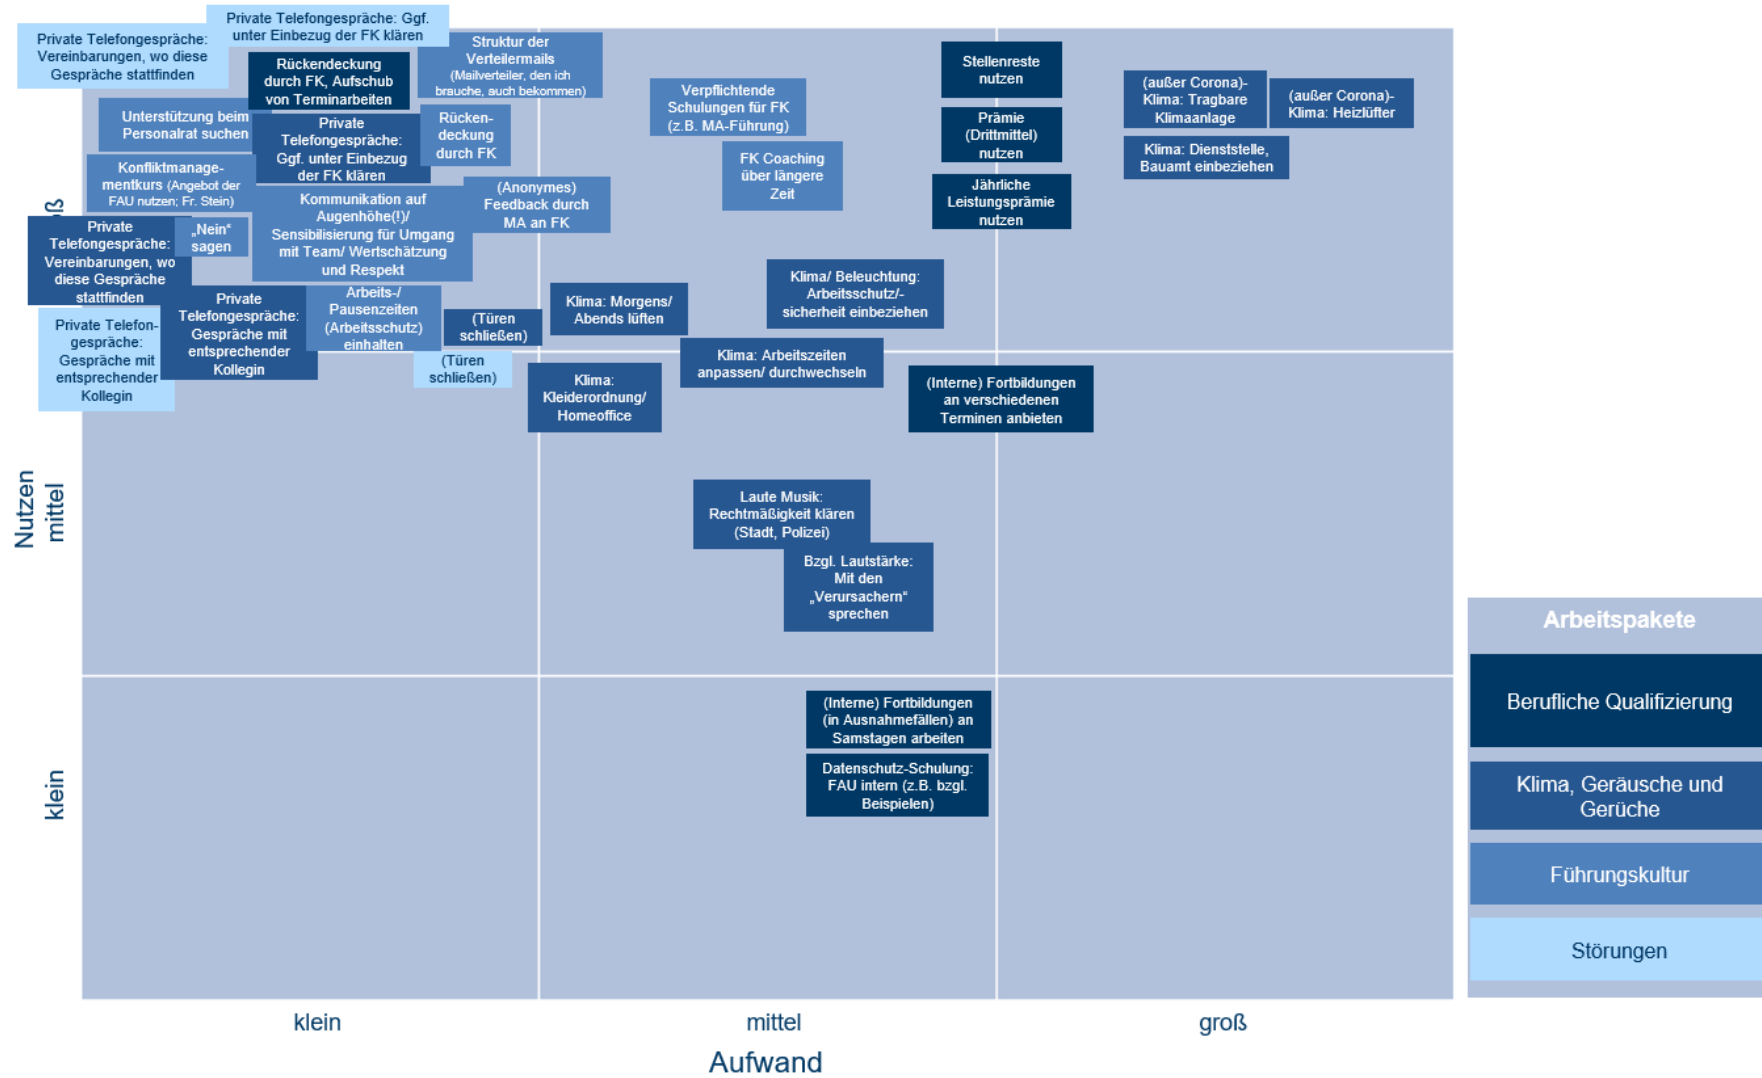 Private Telefongespräche: Ggf.
unter Einbezug der FK klären
Private Telefongespräche:
Vereinbarungen, wo diese
Gespräche stattfinden
Rückendeckung
durch FK, Aufschub
von Terminarbeiten
Struktur der
Verteilermails
(Mailverteiler, den ich
brauche, auch bekommen)
Unterstützung beim
Personalrat suchen
Private
Telefongespräche:
Ggf. unter Einbezug
der FK klären
Rücken-
deckung
durch FK
Konfliktmanage-
mentkurs (Angebot der
FAU nutzen; Fr. Stein)
Kommunikation auf
Augenhöhe(!)/
Sensibilisierung für Umgang
mit Team/ Wertschätzung
und Respekt
(Anonymes)
Feedback durch
MA an FK
„Nein“
sagen
Private
Telefongespräche:
Vereinbarungen, wo
diese Gespräche
stattfinden
Private Telefon-
gespräche:
Gespräche mit
entsprechender
Kollegin
Private
Telefongespräche:
Gespräche mit
entsprechender
Kollegin
Arbeits-/
Pausenzeiten
(Arbeitsschutz)
einhalten
(Türen
schließen)
(Türen
schließen)
Verpflichtende
Schulungen für FK
(z.B. MA-Führung)
FK Coaching
über längere
Zeit
Klima: Morgens/
Abends lüften
Klima/ Beleuchtung:
Arbeitsschutz/-
sicherheit einbeziehen
Klima: Arbeitszeiten
anpassen/ durchwechseln
Klima:
Kleiderordnung/
Homeoffice
Stellenreste
nutzen
Prämie
(Drittmittel)
nutzen
Jährliche
Leistungsprämie
nutzen
(außer Corona)-
Klima: Tragbare
Klimaanlage
(außer Corona)-
Klima: Heizlüfter
Klima: Dienststelle,
Bauamt einbeziehen
(Interne) Fortbildungen
an verschiedenen
Terminen anbieten
Laute Musik:
Rechtmäßigkeit klären
(Stadt, Polizei)
Bzgl. Lautstärke:
Mit den
„Verursachern“
sprechen
(Interne) Fortbildungen
(in Ausnahmefällen) an
Samstagen arbeiten
Datenschutz-Schulung:
FAU intern (z.B. bzgl.
Beispielen)
Nutzen
mittel
klein
klein
mittel
groß
Aufwand
Arbeitspakete
Berufliche Qualifizierung
Klima, Geräusche und
Gerüche
Führungskultur
Störungen